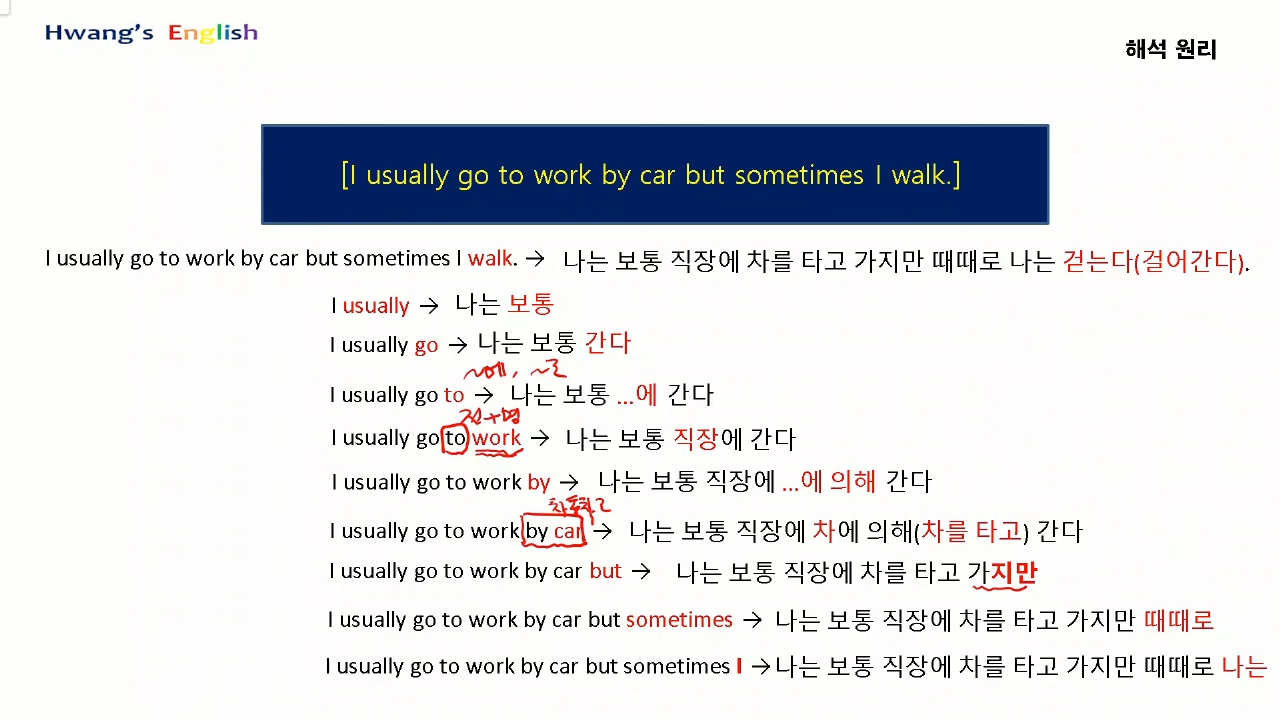 Hwang's English
해석 원리
[I usually go to work by car but sometimes I walk.]
I usually go to work by car but sometimes I walk. → 나는 보통 직장에 차를 타고 가지만 때때로 나는 걷는다(걸어간다).
I usually → 나는 보통
I usually go → 나는 보통 간다
~에, ~로
I usually go to → 나는 보통 ...에 간다
전+명
I usually go to work → 나는 보통 직장에 간다
I usually go to work by → 나는 보통 직장에 ...에 의해 간다
I usually go to work by car → 나는 보통 직장에 차에 의해(차를 타고) 간다
I usually go to work by car but → 나는 보통 직장에 차를 타고 가지만
I usually go to work by car but sometimes → 나는 보통 직장에 차를 타고 가지만 때때로
I usually go to work by car but sometimes I → 나는 보통 직장에 차를 타고 가지만 때때로 나는